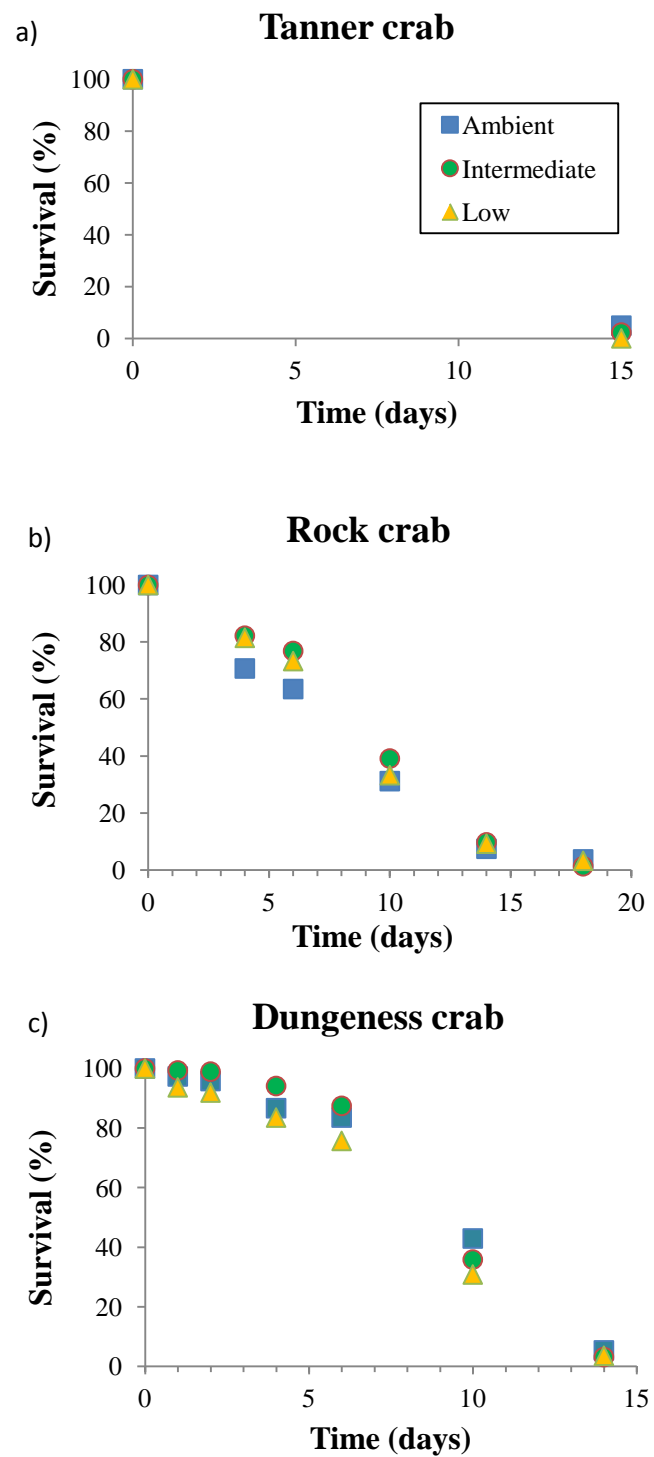 a)
Tanner crab
100
80
60
40
20
0
Survival (%)
Ambient
Intermediate
Low
0 5 10 15
Time (days)
b)
Rock crab
100
80
60
40
20
0
Survival (%)
0 5 10 15 20
Time (days)
c)
Dungeness crab
100
80
60
40
20
0
Survival (%)
0 5 10 15
Time (days)